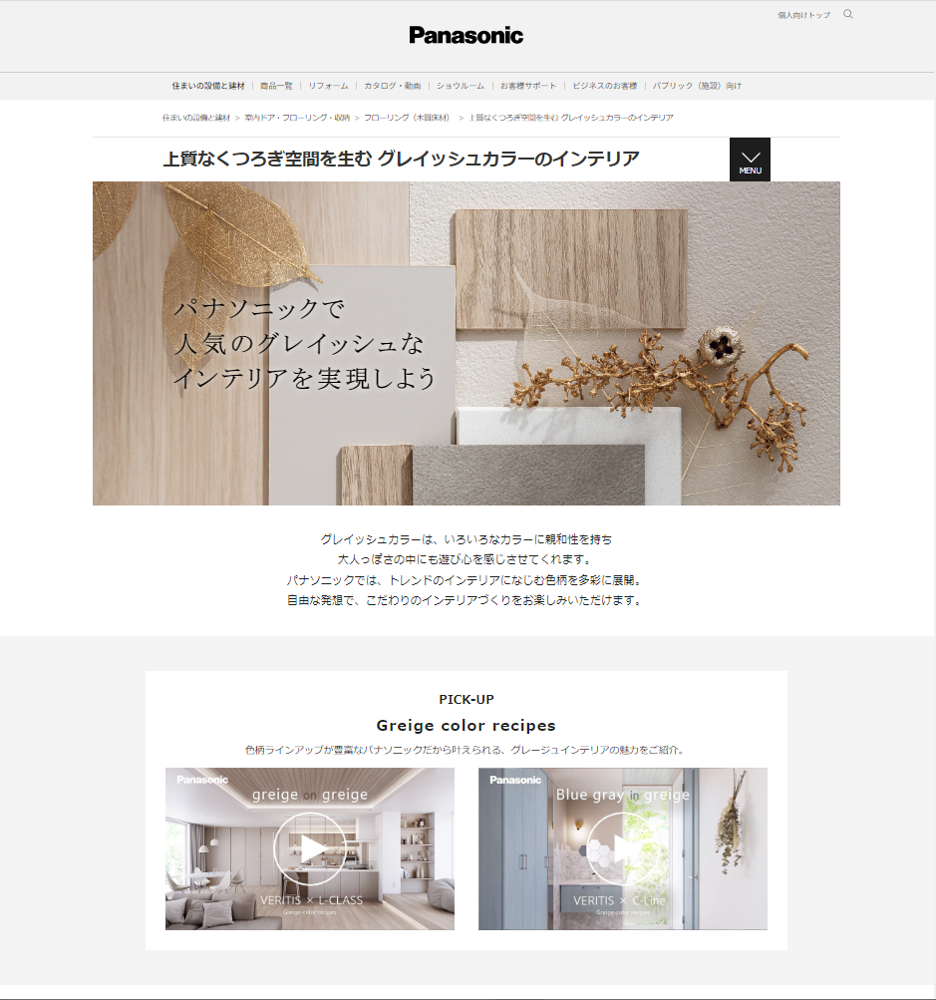 個人向けトップ
Panasonic
住まいの設備と建材 | 商品一覧 | リフォーム | カタログ・動画 | ショウルーム | お客様サポート | ビジネスのお客様 | パブリック（施設）向け
住まいの設備と建材 > 室内ドア・フローリング・収納 > フローリング（木質床材） > 上質なくつろぎ空間を生む グレイッシュカラーのインテリア
上質なくつろぎ空間を生む グレイッシュカラーのインテリア
MENU
パナソニックで
人気のグレイッシュな
インテリアを実現しよう
グレイッシュカラーは、いろいろなカラーに親和性を持ち
大人っぽさの中にも遊び心を感じさせてくれます。
パナソニックでは、トレンドのインテリアになじむ色柄を多彩に展開。
自由な発想で、こだわりのインテリアづくりをお楽しみいただけます。
PICK-UP
Greige color recipes
色柄ラインアップが豊富なパナソニックだから叶えられる、グレージュインテリアの魅力をご紹介。
Panasonic
greige on greige
VERITIS × L-CLASS
Greige color recipes
Panasonic
Blue gray in greige
VERITIS × C-Line
Greige color recipes